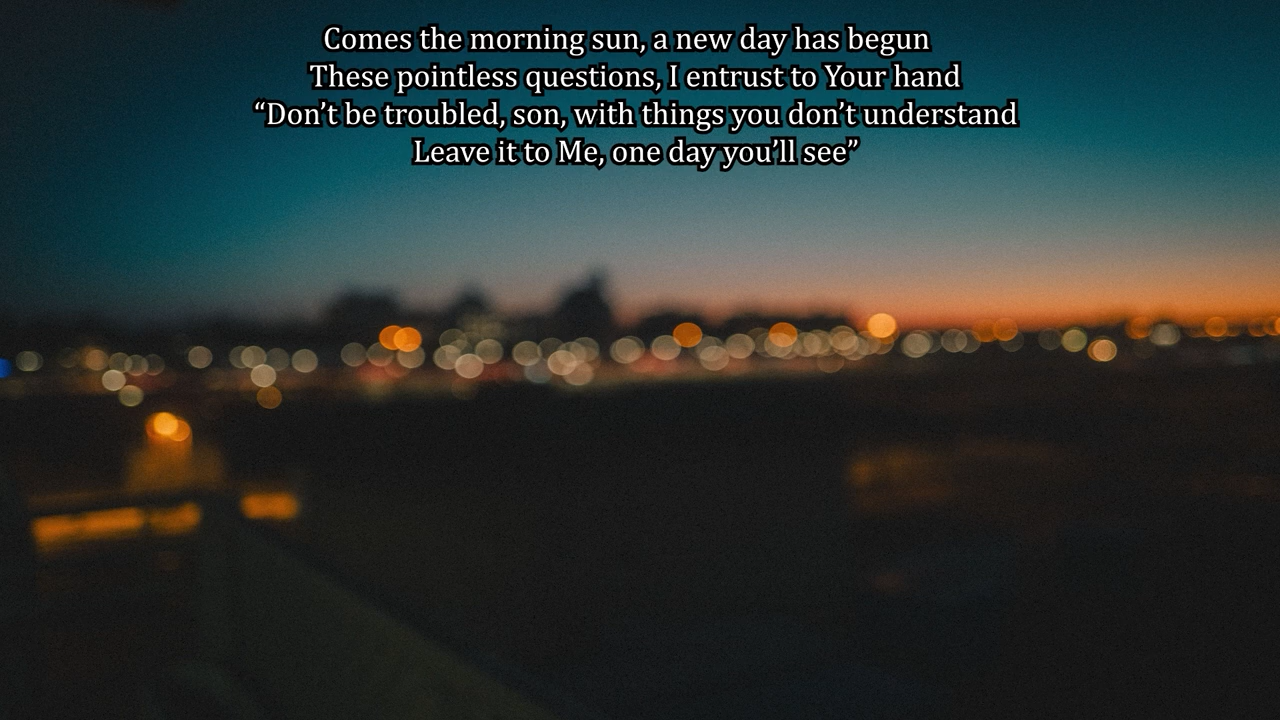 Comes the morning sun, a new day has begun
These pointless questions, I entrust to Your hand
“Don’t be troubled, son, with things you don’t understand
Leave it to Me, one day you’ll see”